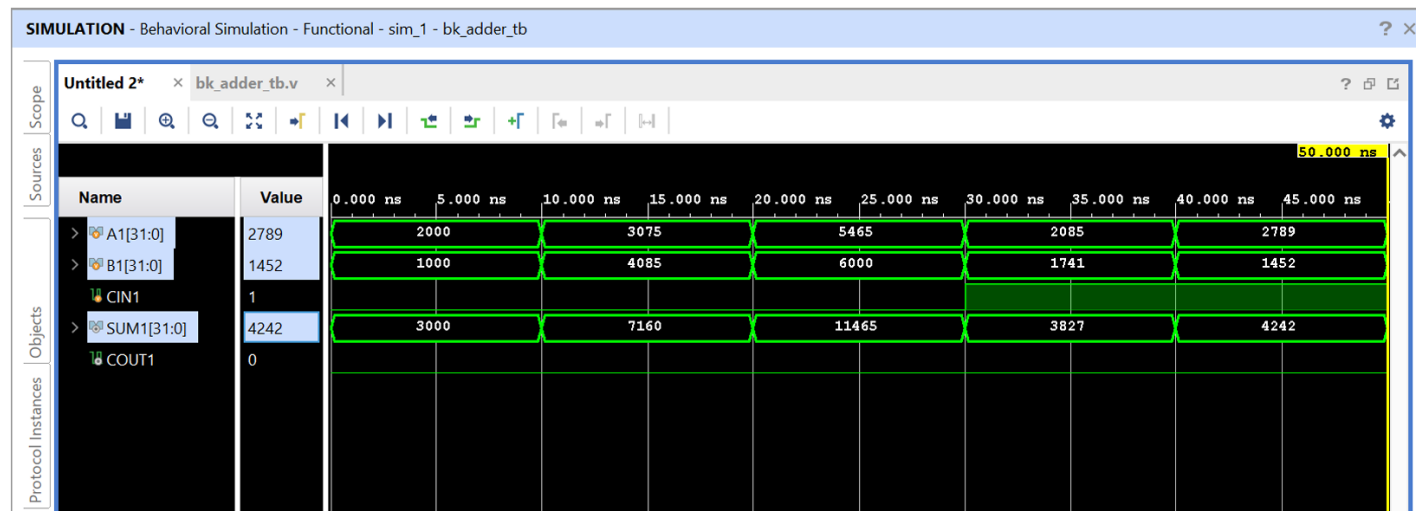 SIMULATION - Behavioral Simulation - Functional - sim_1 - bk_adder_tb
Untitled 2* bk_adder_tb.v
Scope
Sources
Objects
Protocol Instances
50.000 ns
Name Value 0.000 ns 5.000 ns 10.000 ns 15.000 ns 20.000 ns 25.000 ns 30.000 ns 35.000 ns 40.000 ns 45.000 ns
A1[31:0] 2789 2000 3075 5465 2085 2789
B1[31:0] 1452 1000 4085 6000 1741 1452
CIN1 1
SUM1[31:0] 4242 3000 7160 11465 3827 4242
COUT1 0